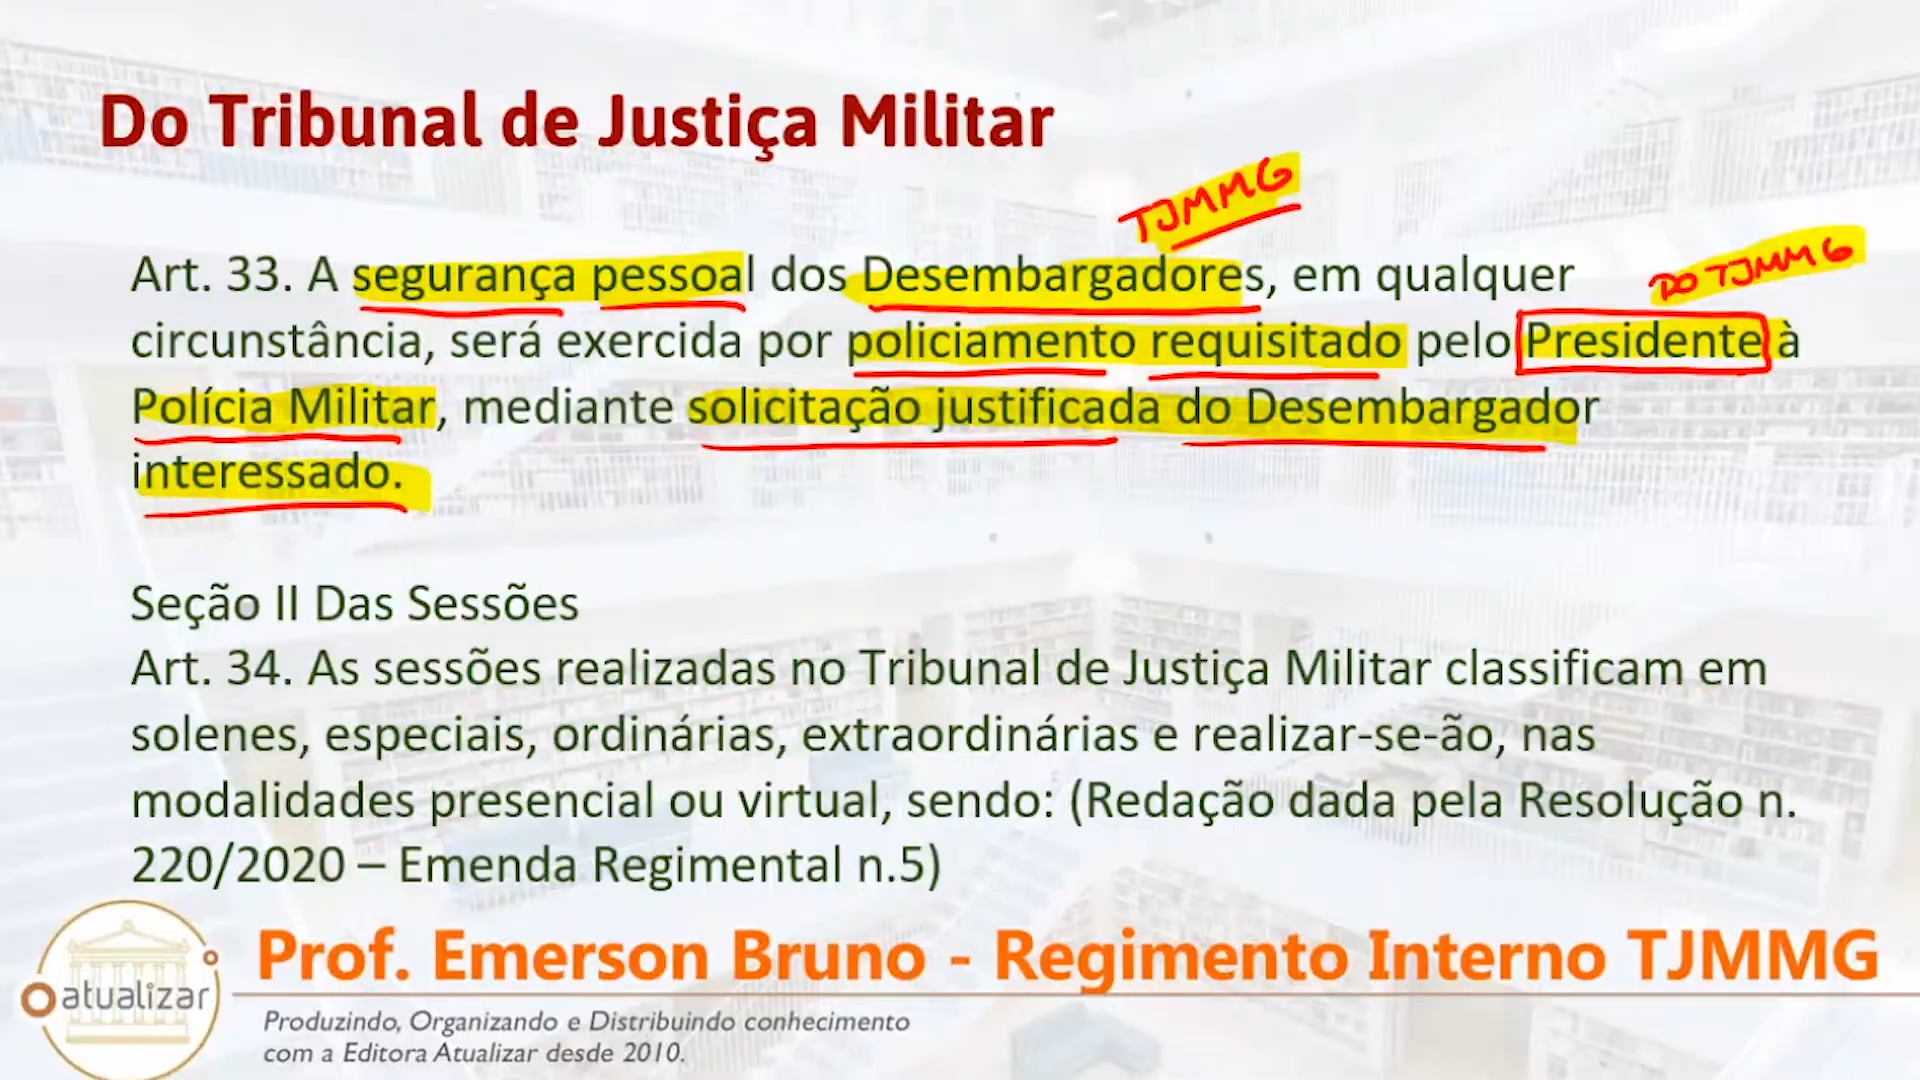 Do Tribunal de Justiça Militar
TJMMG
Art. 33. A segurança pessoal dos Desembargadores, em qualquer
DO TJMMG
circunstância, será exercida por policiamento requisitado pelo Presidente à
Polícia Militar, mediante solicitação justificada do Desembargador
interessado.
Seção II Das Sessões
Art. 34. As sessões realizadas no Tribunal de Justiça Militar classificam em
solenes, especiais, ordinárias, extraordinárias e realizar-se-ão, nas
modalidades presencial ou virtual, sendo: (Redação dada pela Resolução n.
220/2020 – Emenda Regimental n.5)
Prof. Emerson Bruno - Regimento Interno TJMMG
atualizar
Produzindo, Organizando e Distribuindo conhecimento
com a Editora Atualizar desde 2010.